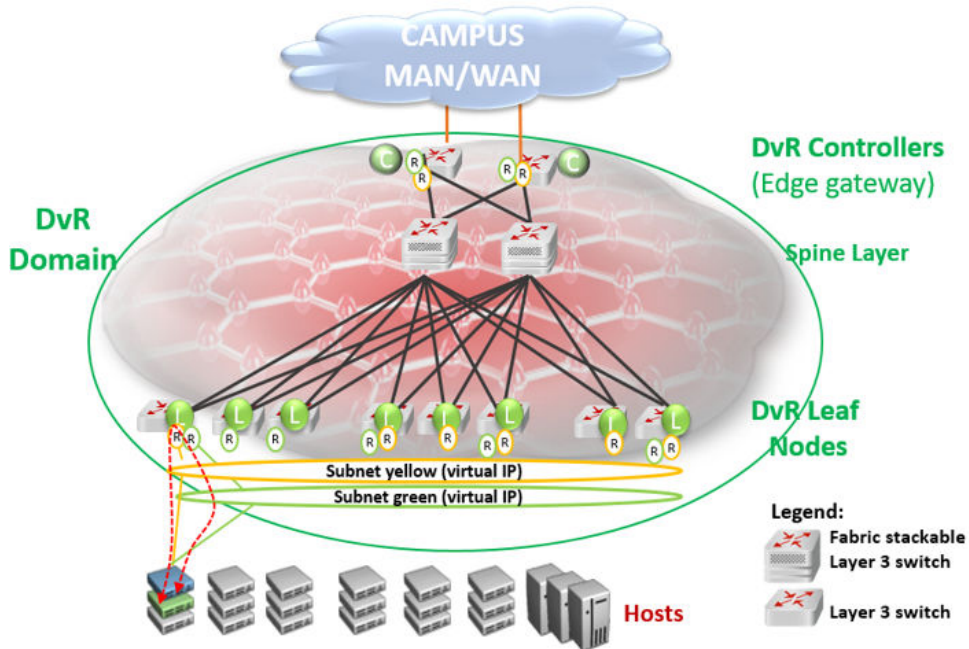 CAMPUS
MAN/WAN
C
R
R
R
R
C
DvR Controllers
(Edge gateway)
DvR
Domain
Spine Layer
L
L
L
L
L
L
L
L
R
R
R
R
R
R
R
R
R
R
R
R
DvR Leaf
Nodes
Subnet yellow (virtual IP)
Subnet green (virtual IP)
Legend:
Fabric stackable
Layer 3 switch
Layer 3 switch
Hosts